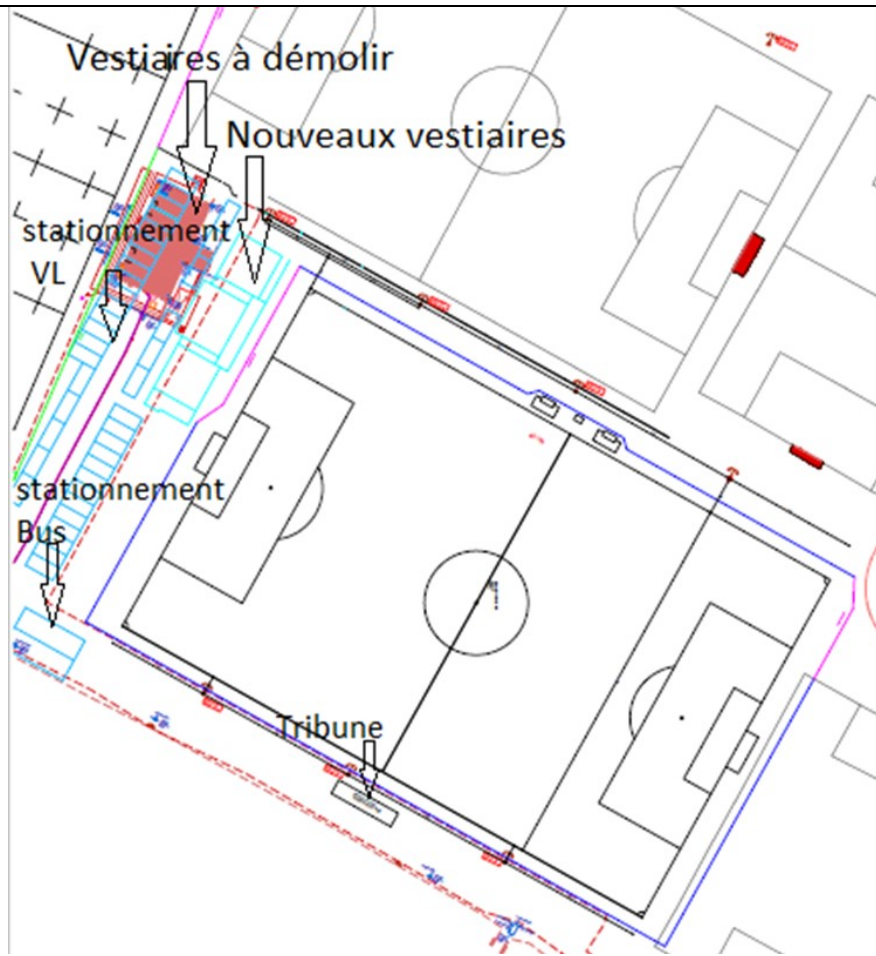 Vestiaires à démolir
Nouveaux vestiaires
stationnement
VL
stationnement
Bus
Tribune